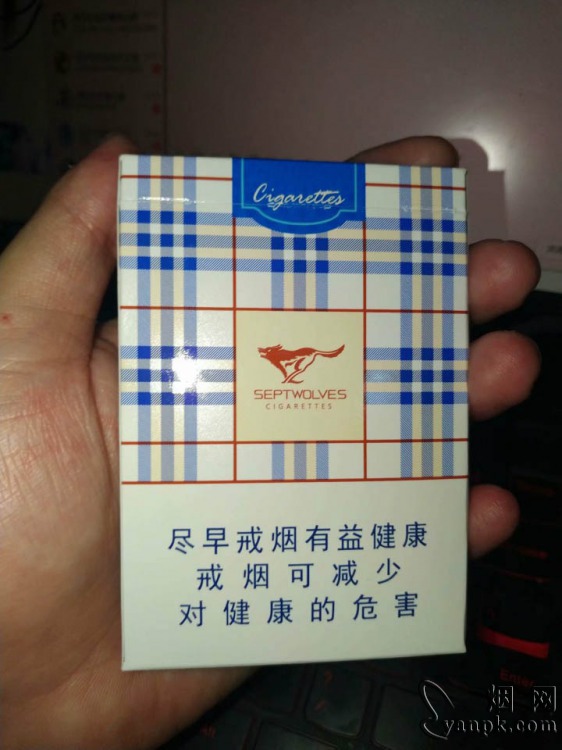 Cigarettes
SEPTWOLVES
CIGARETTES
尽早戒烟有益健康
戒烟可减少
对健康的危害
Enter
烟网
yanpk.com